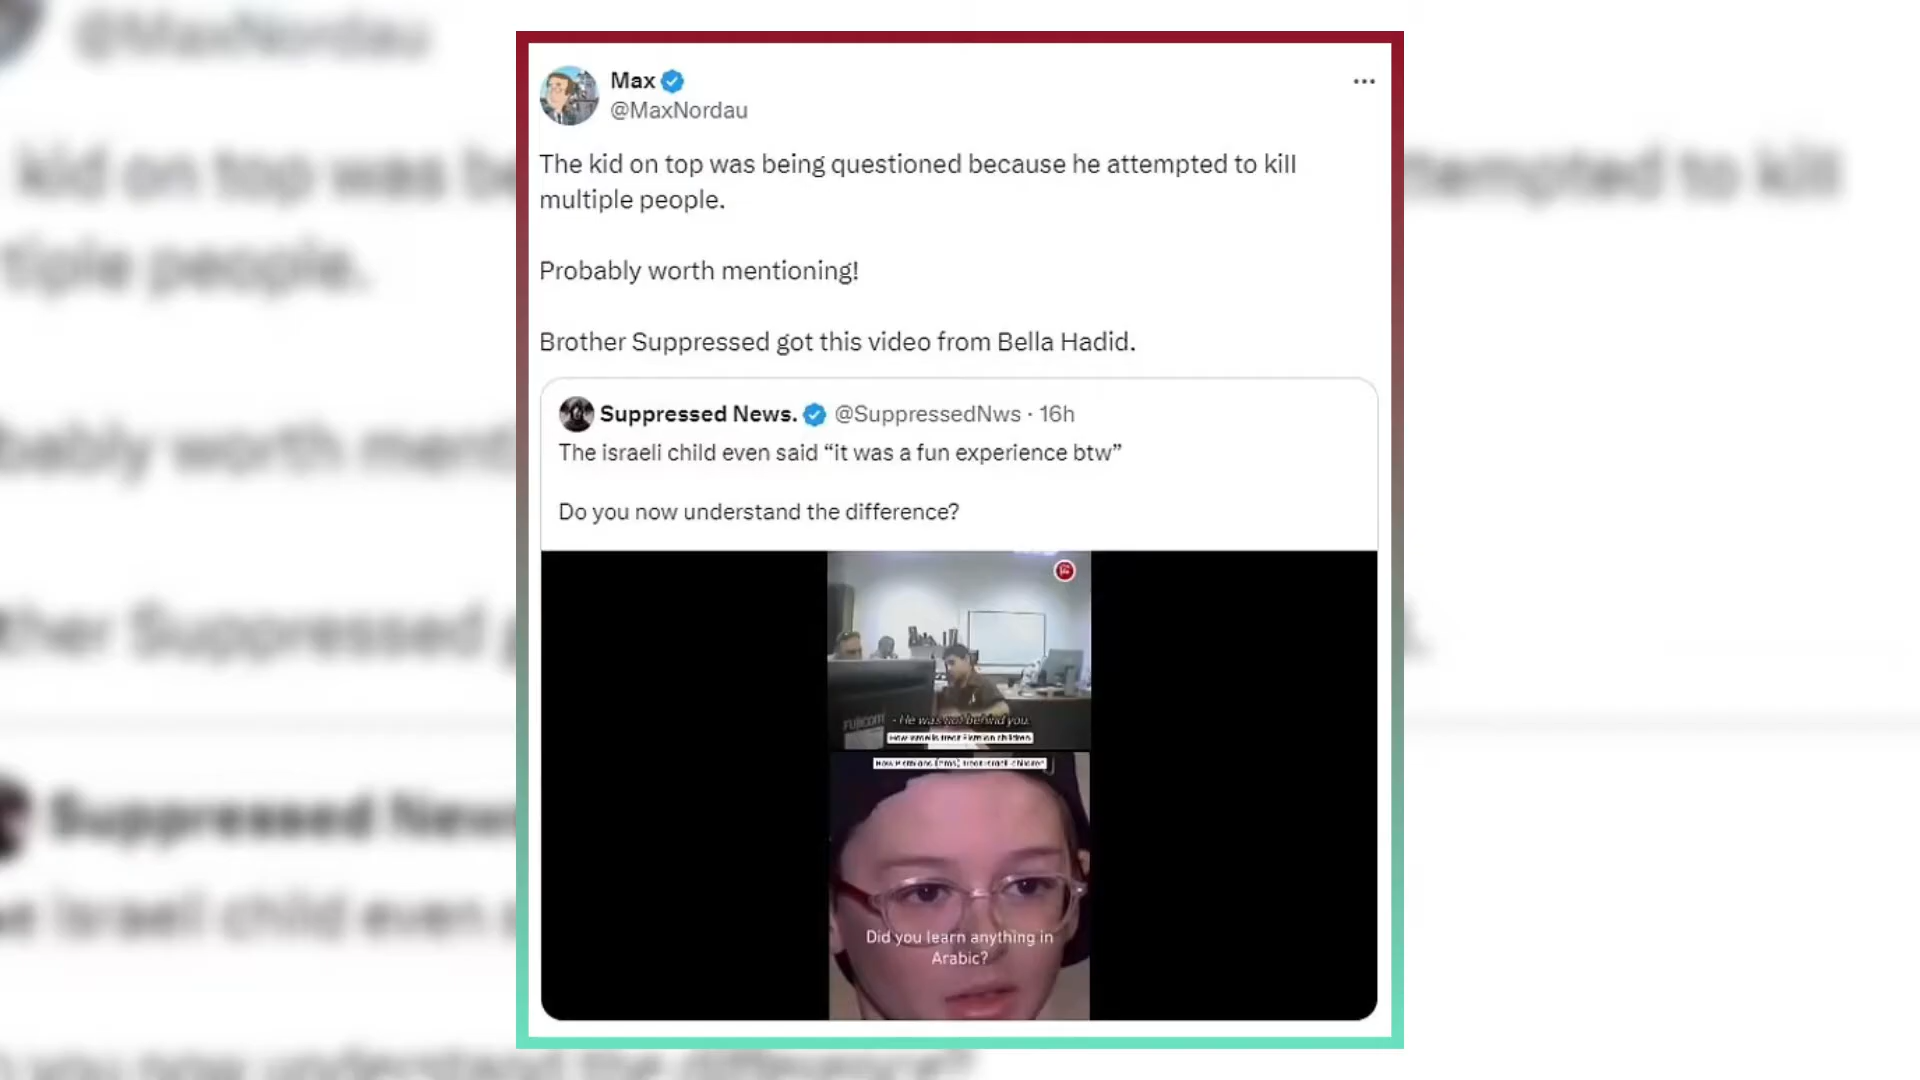 Max
@MaxNordau
The kid on top was being questioned because he attempted to kill
multiple people.
Probably worth mentioning!
Brother Suppressed got this video from Bella Hadid.
Suppressed News. @SuppressedNws · 16h
The israeli child even said “it was a fun experience btw”
Do you now understand the difference?
FUJICOM
- He was not behind you.
Did you learn anything in
Arabic?